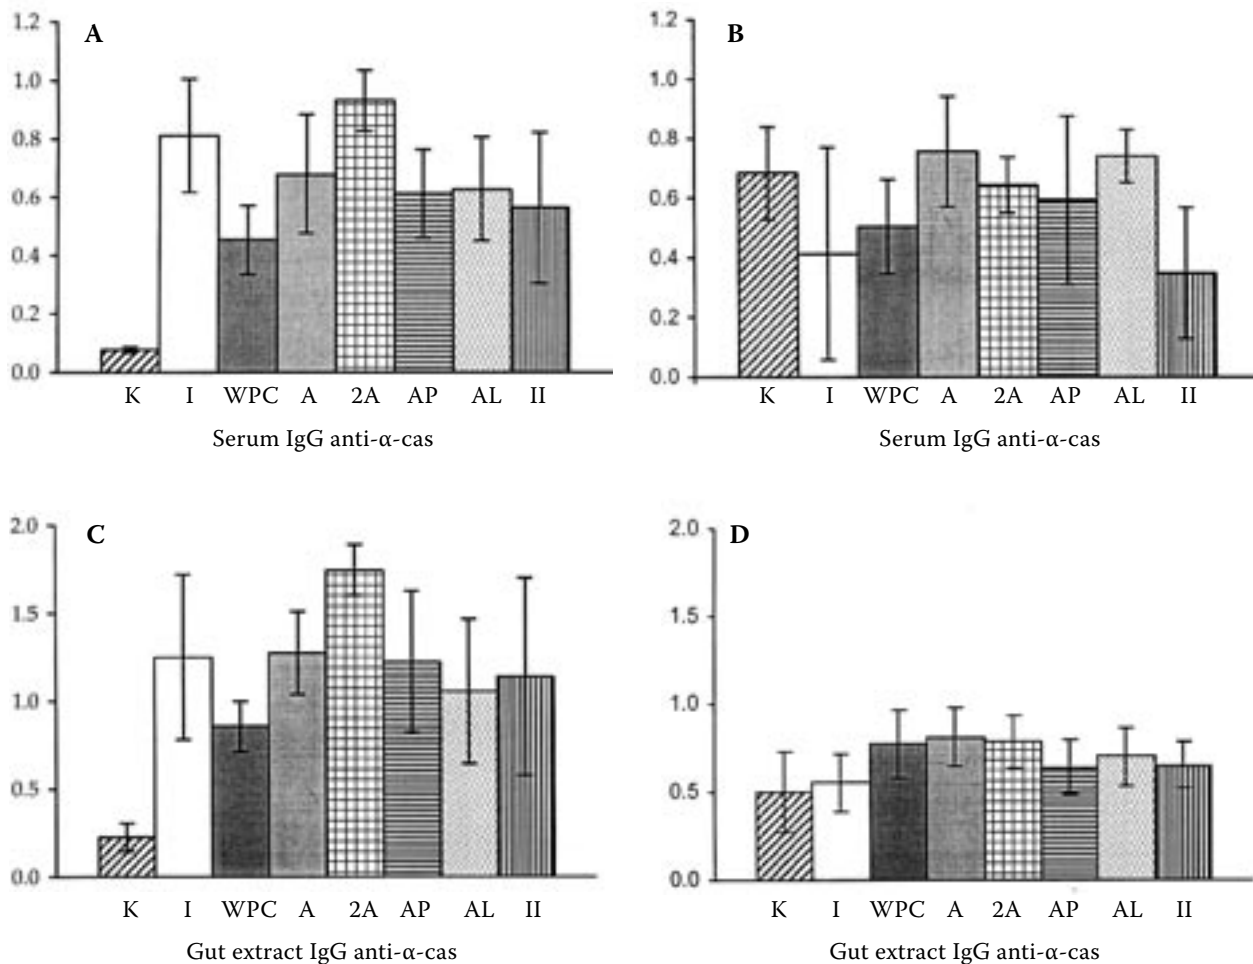 A
1.2
1.0
0.8
0.6
0.4
0.2
0.0
K I WPC A 2A AP AL II
Serum IgG anti-α-cas
B
1.2
1.0
0.8
0.6
0.4
0.2
0.0
K I WPC A 2A AP AL II
Serum IgG anti-α-cas
C
2.0
1.5
1.0
0.5
0.0
K I WPC A 2A AP AL II
Gut extract IgG anti-α-cas
D
2.0
1.5
1.0
0.5
0.0
K I WPC A 2A AP AL II
Gut extract IgG anti-α-cas